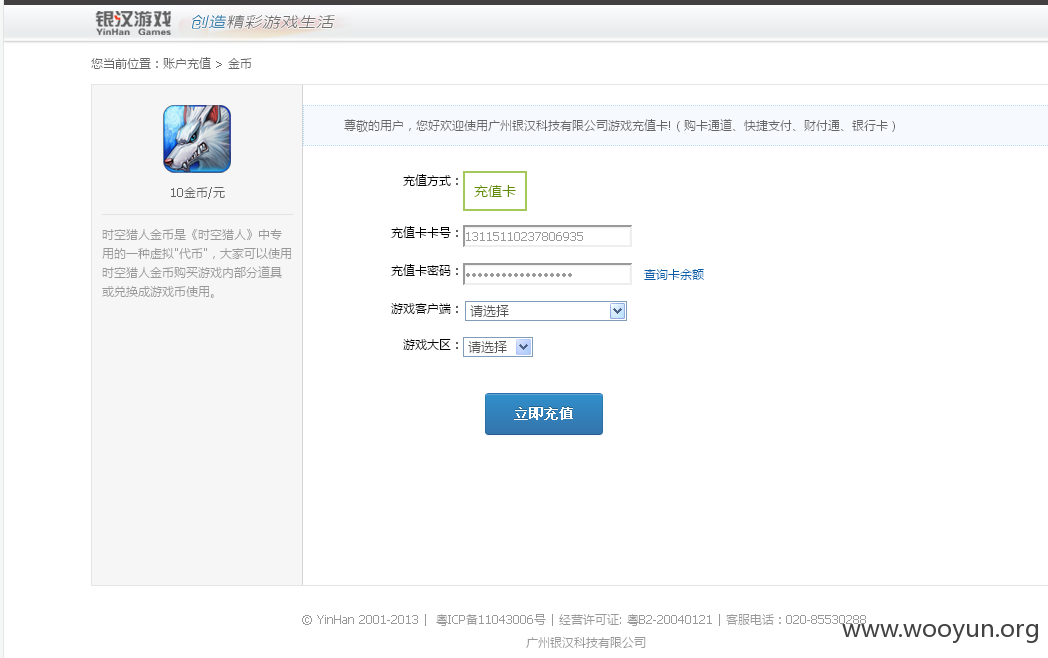 银汉游戏
YinHan Games
创造精彩游戏生活
您当前位置：账户充值 > 金币
10金币/元
时空猎人金币是《时空猎人》中专
用的一种虚拟"代币"，大家可以使用
时空猎人金币购买游戏内部分道具
或兑换成游戏币使用。
尊敬的用户，您好欢迎使用广州银汉科技有限公司游戏充值卡!（购卡通道、快捷支付、财付通、银行卡）
充值方式：
充值卡
充值卡卡号：
13115110237806935
充值卡密码：
••••••••••••••••••
查询卡余额
游戏客户端：
请选择
游戏大区：
请选择
立即充值
© YinHan 2001-2013 | 粤ICP备11043006号 | 经营许可证: 粤B2-20040121 | 客服电话：020-85530288
广州银汉科技有限公司
www.wooyun.org